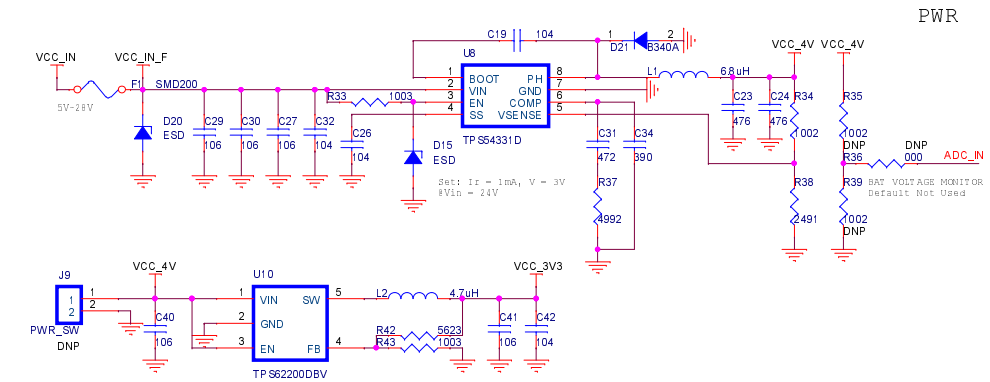 PWR
VCC_IN
VCC_IN_F
F1
SMD200
5V-28V
D20
ESD
C29
106
C30
106
C27
106
C32
104
C26
104
R33
1003
D15
ESD
C19
104
U8
1
BOOT
2
VIN
3
EN
4
SS
PH
8
GND
7
COMP
6
VSENSE
5
TPS54331D
1
D21
B340A
2
L1
6.8uH
Set: Ir = 1mA, V = 3V
@Vin = 24V
C31
472
C34
390
R37
4992
C23
476
C24
476
VCC_4V
R34
1002
R38
2491
VCC_4V
R35
1002
DNP
R36
DNP
000
ADC_IN
BAT VOLTAGE MONITOR
Default Not Used
R39
1002
DNP
J9
1
2
1
2
PWR_SW
DNP
VCC_4V
C40
106
U10
1
VIN
2
GND
3
EN
SW
5
FB
4
TPS62200DBV
L2
4.7uH
R42
5623
R43
1003
VCC_3V3
C41
106
C42
104